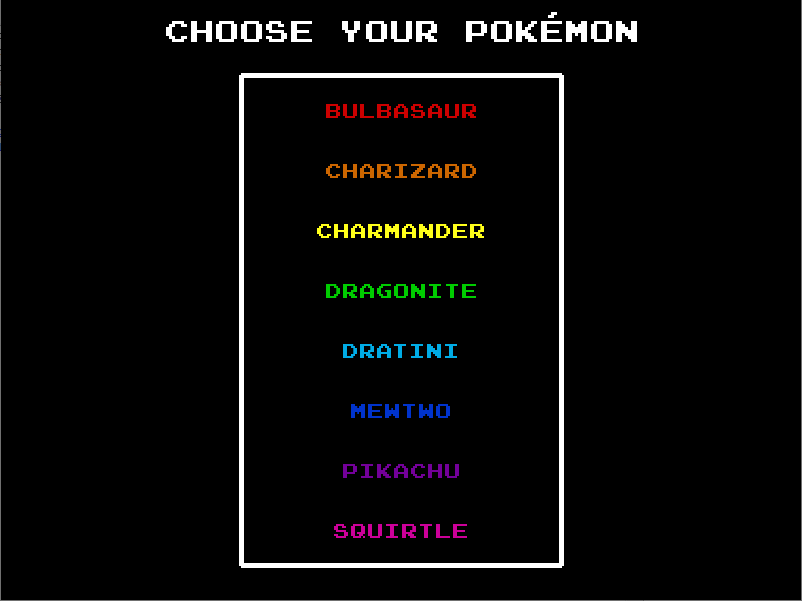 CHOOSE YOUR POKÉMON
BULBASAUR
CHARIZARD
CHARMANDER
DRAGONITE
DRATINI
MEWTWO
PIKACHU
SQUIRTLE